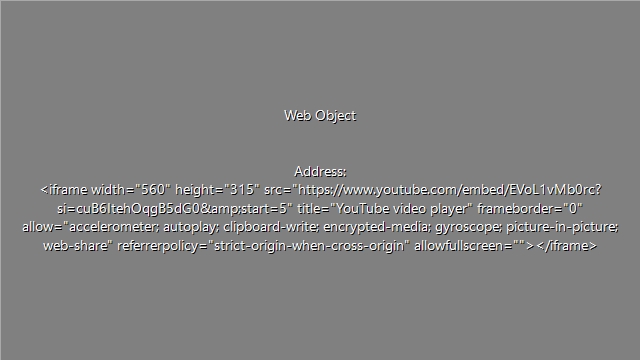 Web Object
Address:
<iframe width="560" height="315" src="https://www.youtube.com/embed/EVoL1vMb0rc?
si=cuB6ItehOqgB5dG0&amp;start=5" title="YouTube video player" frameborder="0"
allow="accelerometer; autoplay; clipboard-write; encrypted-media; gyroscope; picture-in-picture;
web-share" referrerpolicy="strict-origin-when-cross-origin" allowfullscreen=""></iframe>